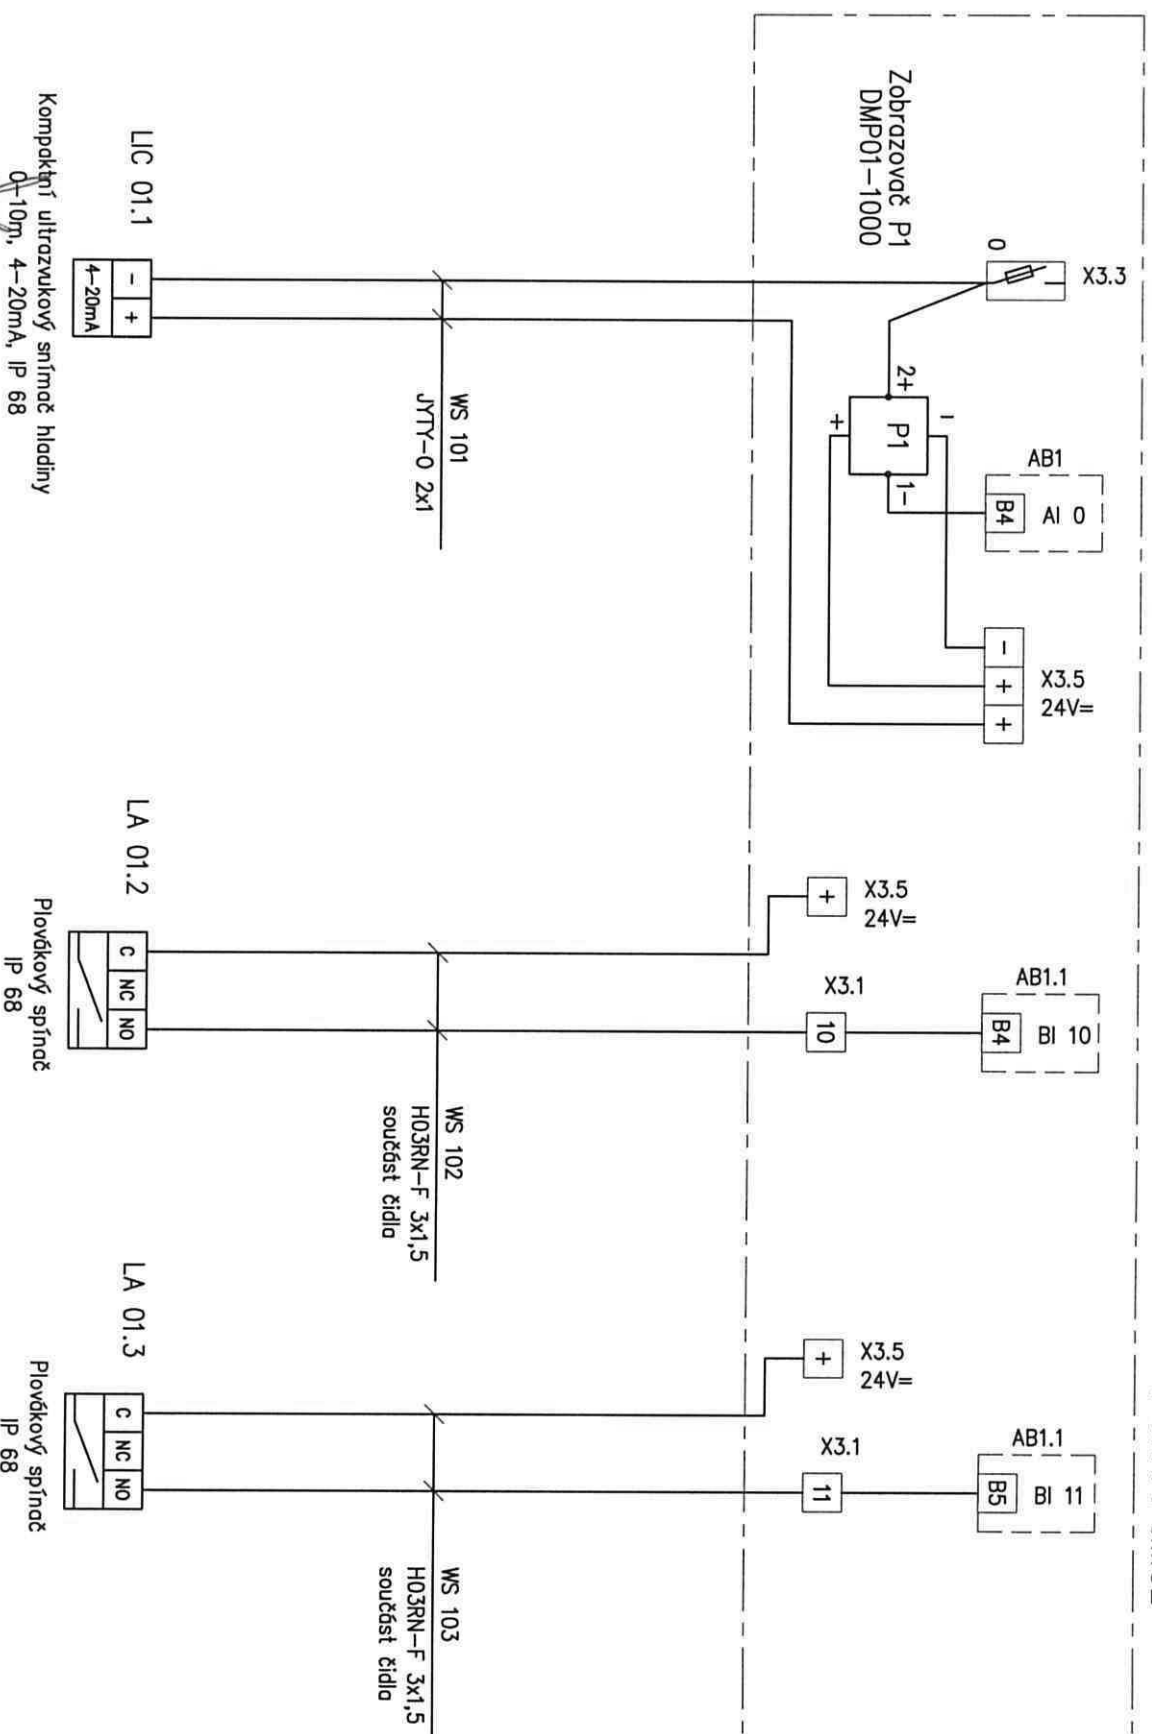 Zobrazovač P1
DMP01-1000
0
X3.3
2+
P1
-
+
1-
AB1
B4
AI 0
-
+
+
X3.5
24V=
WS 101
JYTY-O 2x1
LIC 01.1
-
+
4-20mA
Kompaktní ultrazvukový snímač hladiny
0-10m, 4-20mA, IP 68
+
X3.5
24V=
X3.1
10
AB1.1
B4
BI 10
WS 102
H03RN-F 3x1,5
součást čidla
LA 01.2
C
NC
NO
Plovákový spínač
IP 68
+
X3.5
24V=
X3.1
11
AB1.1
B5
BI 11
WS 103
H03RN-F 3x1,5
součást čidla
LA 01.3
C
NC
NO
Plovákový spínač
IP 68